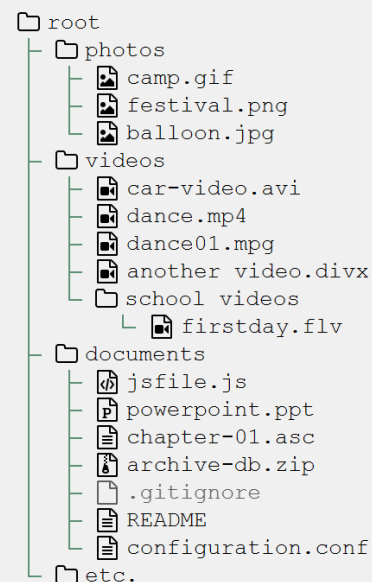 root
photos
camp.gif
festival.png
balloon.jpg
videos
car-video.avi
dance.mp4
dance01.mpg
another video.divx
school videos
firstday.flv
documents
jsfile.js
powerpoint.ppt
chapter-01.asc
archive-db.zip
.gitignore
README
configuration.conf
etc.